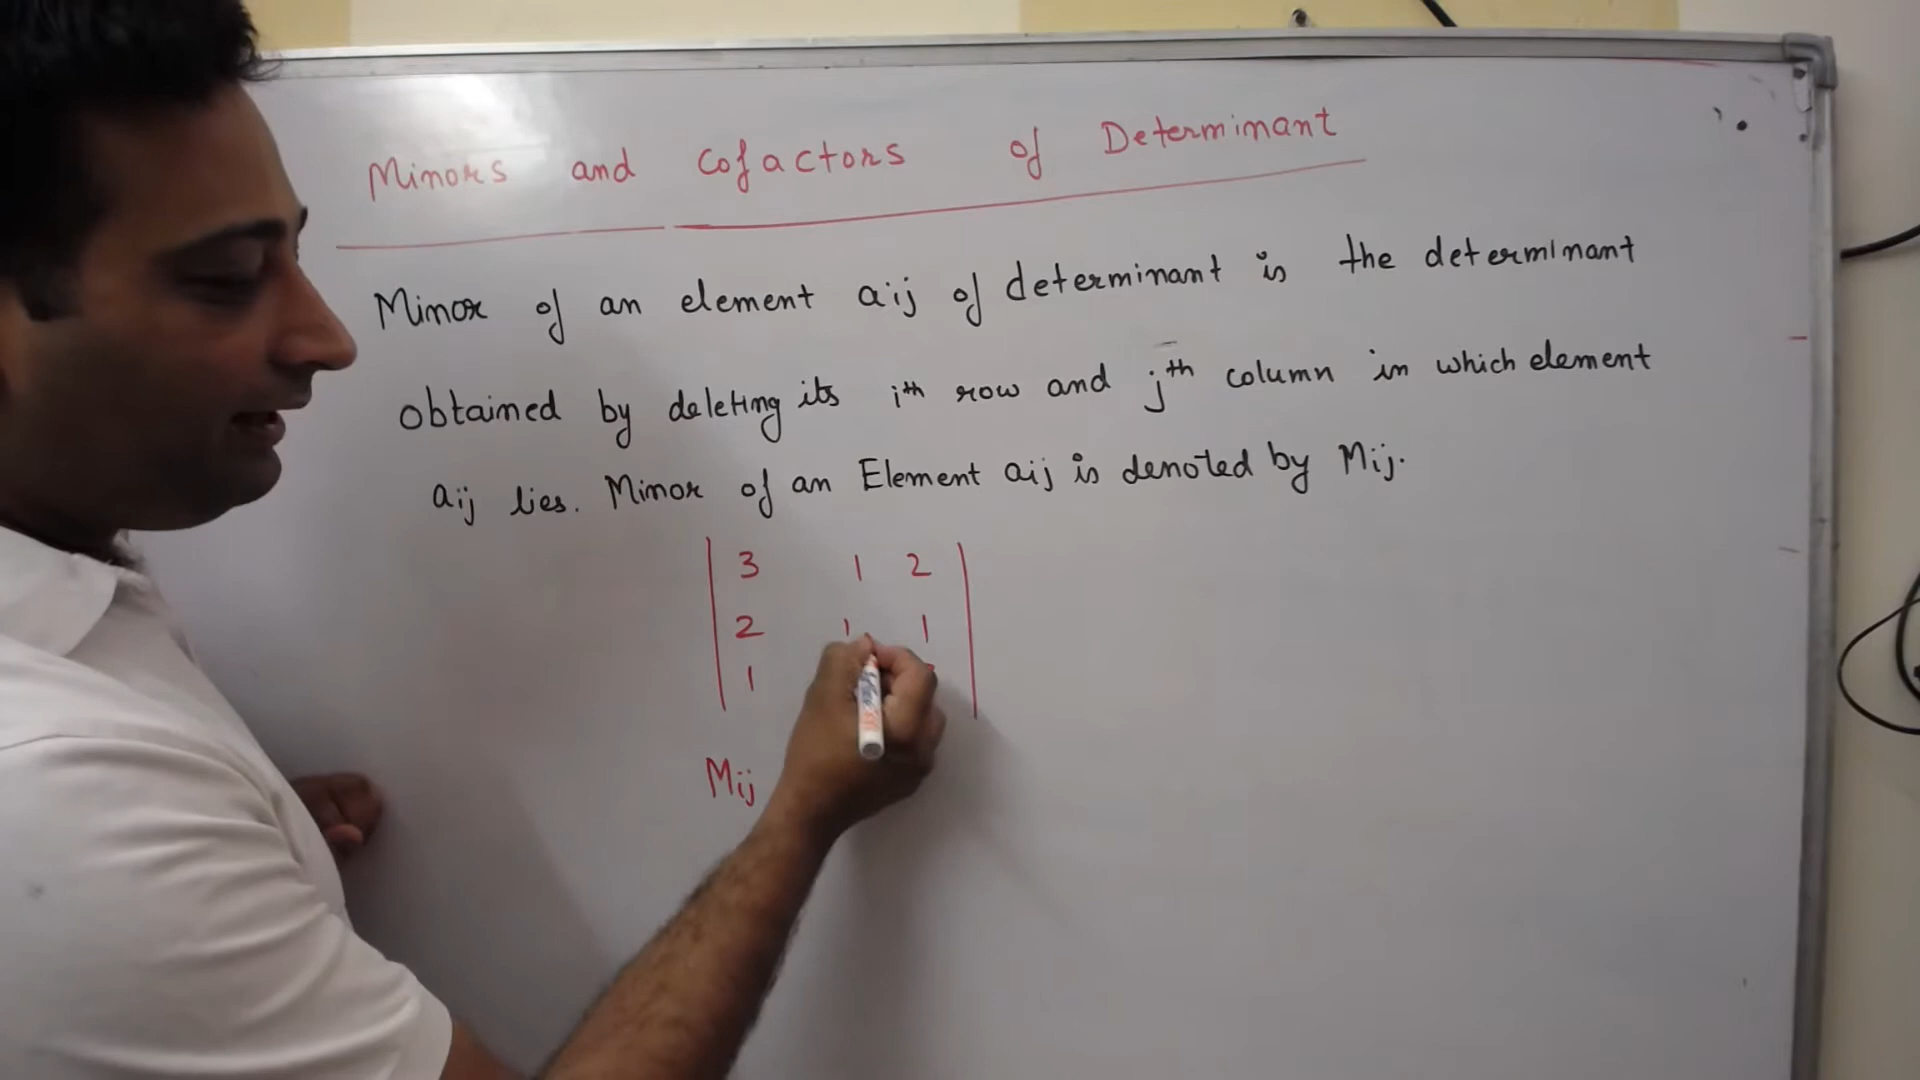 Minors and Cofactors of Determinant
Minor of an element aij of determinant is the determinant
obtained by deleting its ith row and jth column in which element
aij lies. Minor of an Element aij is denoted by Mij.
3 1 2
2 1 1
1
Mij